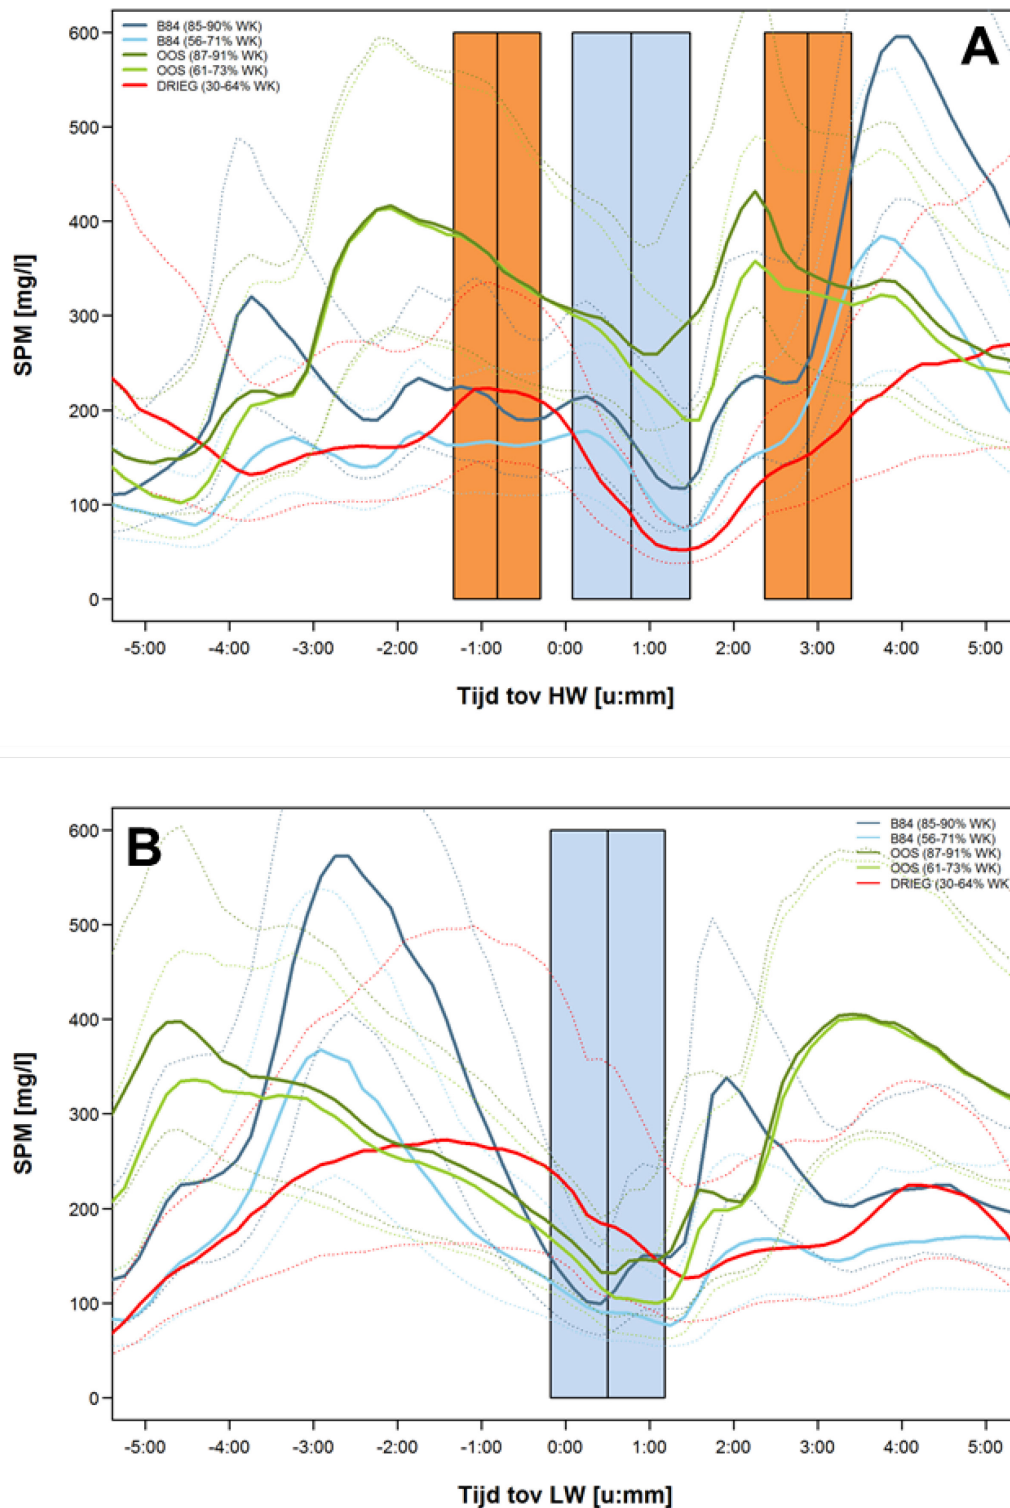 A
B84 (85-90% WK)
B84 (56-71% WK)
OOS (87-91% WK)
OOS (61-73% WK)
DRIEG (30-64% WK)
600
500
400
300
200
100
0
SPM [mg/l]
-5:00 -4:00 -3:00 -2:00 -1:00 0:00 1:00 2:00 3:00 4:00 5:00
Tijd tov HW [u:mm]
B
B84 (85-90% WK)
B84 (56-71% WK)
OOS (87-91% WK)
OOS (61-73% WK)
DRIEG (30-64% WK)
600
500
400
300
200
100
0
SPM [mg/l]
-5:00 -4:00 -3:00 -2:00 -1:00 0:00 1:00 2:00 3:00 4:00 5:00
Tijd tov LW [u:mm]